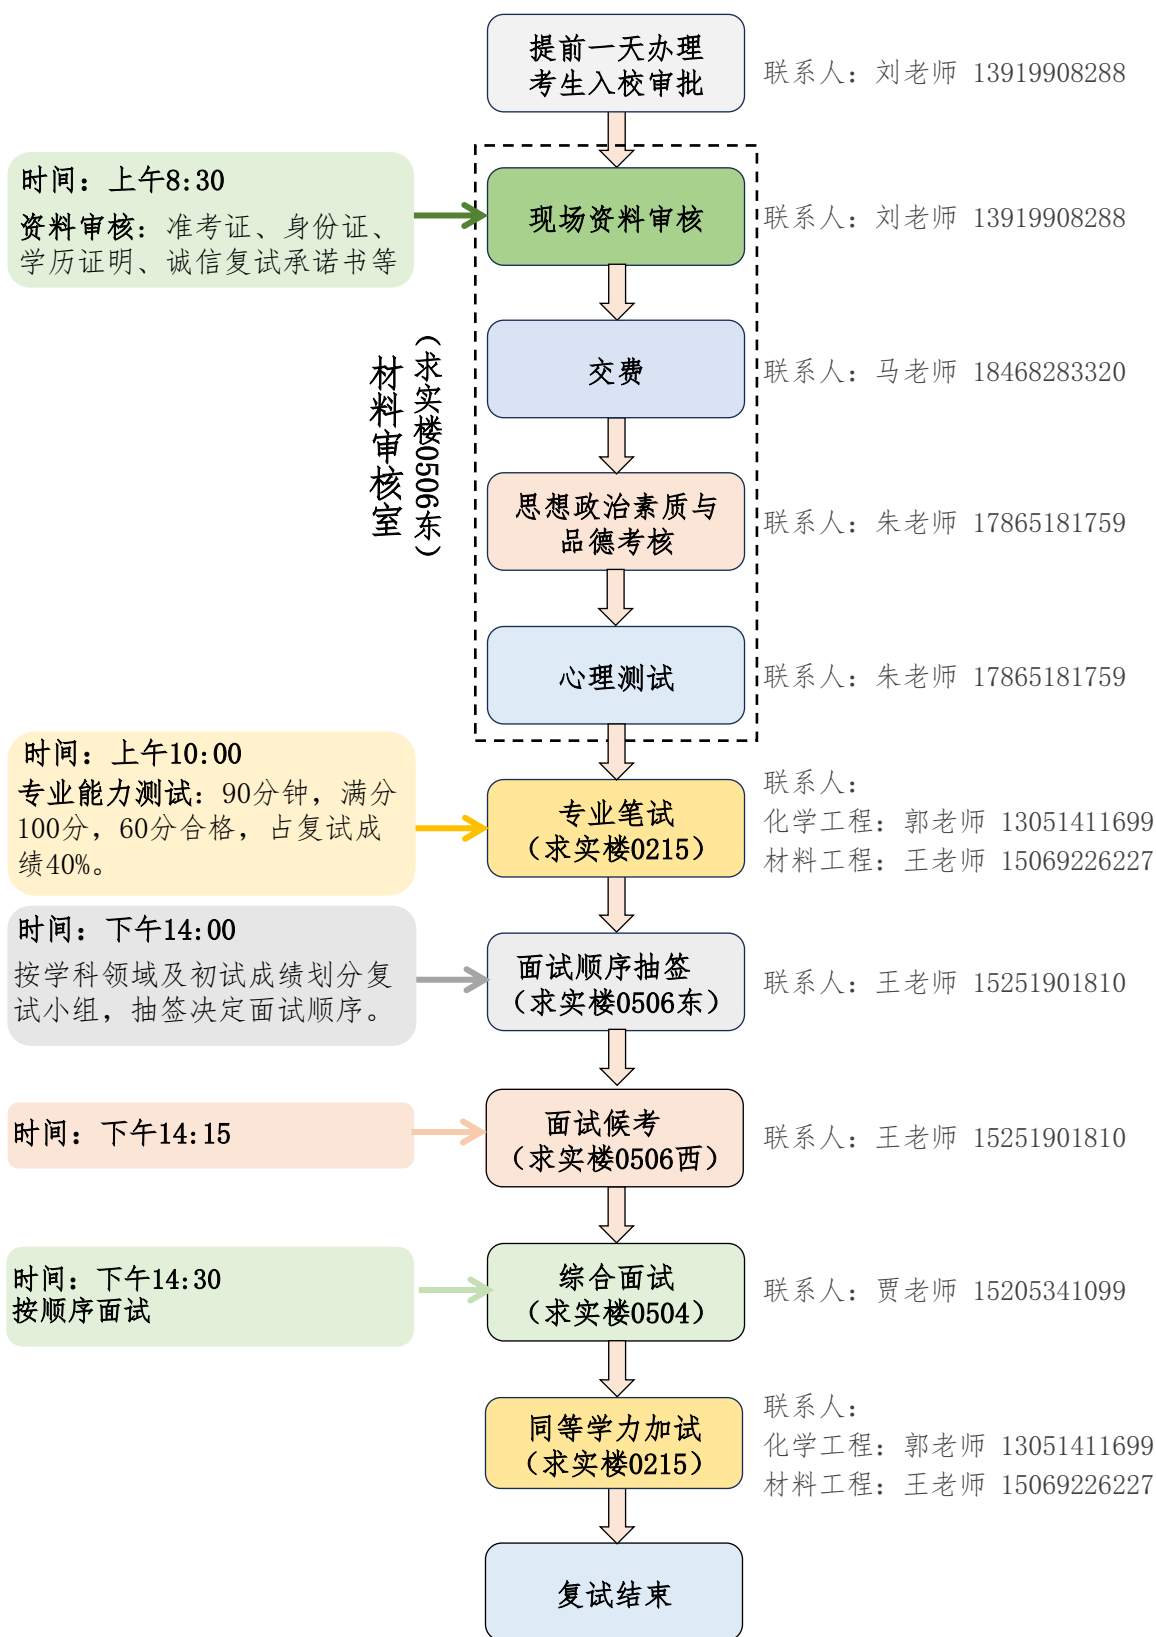 提前一天办理
考生入校审批
联系人：刘老师 13919908288
时间：上午8:30
资料审核：准考证、身份证、
学历证明、诚信复试承诺书等
现场资料审核
联系人：刘老师 13919908288
材料审核室
（求实楼0506东）
交费
联系人：马老师 18468283320
思想政治素质与
品德考核
联系人：朱老师 17865181759
心理测试
联系人：朱老师 17865181759
时间：上午10:00
专业能力测试：90分钟，满分
100分，60分合格，占复试成
绩40%。
专业笔试
（求实楼0215）
联系人：
化学工程：郭老师 13051411699
材料工程：王老师 15069226227
时间：下午14:00
按学科领域及初试成绩划分复
试小组，抽签决定面试顺序。
面试顺序抽签
（求实楼0506东）
联系人：王老师 15251901810
时间：下午14:15
面试候考
（求实楼0506西）
联系人：王老师 15251901810
时间：下午14:30
按顺序面试
综合面试
（求实楼0504）
联系人：贾老师 15205341099
同等学力加试
（求实楼0215）
联系人：
化学工程：郭老师 13051411699
材料工程：王老师 15069226227
复试结束